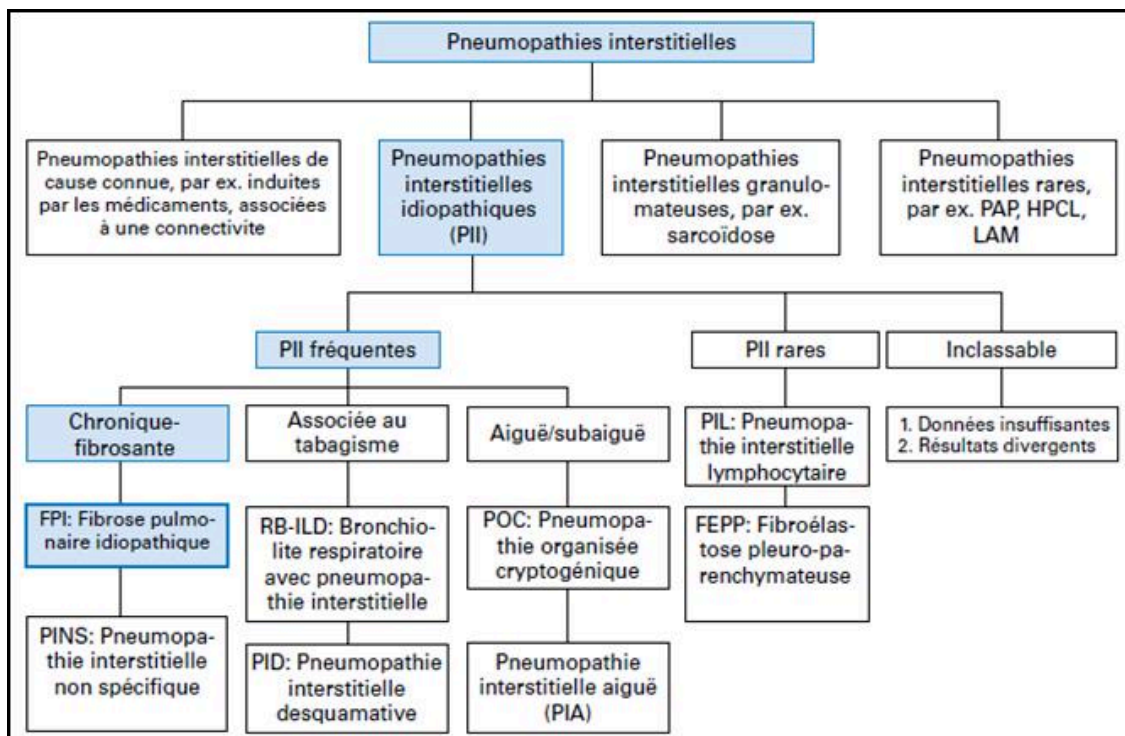 Pneumopathies interstitielles
Pneumopathies interstitielles de
cause connue, par ex. induites
par les médicaments, associées
à une connectivite
Pneumopathies
interstitielles
idiopathiques
(PII)
Pneumopathies
interstitielles granulo-
mateuses, par ex.
sarcoïdose
Pneumopathies
interstitielles rares,
par ex. PAP, HPCL,
LAM
PII fréquentes
PII rares
Inclassable
Chronique-
fibrosante
Associée au
tabagisme
Aiguë/subaiguë
PIL: Pneumopa-
thie interstitielle
lymphocytaire
1. Données insuffisantes
2. Résultats divergents
FPI: Fibrose pulmo-
naire idiopathique
RB-ILD: Bronchio-
lite respiratoire
avec pneumopa-
thie interstitielle
POC: Pneumopa-
thie organisée
cryptogénique
FEPP: Fibroélas-
tose pleuro-pa-
renchymateuse
PINS: Pneumopa-
thie interstitielle
non spécifique
PID: Pneumopathie
interstitielle
desquamative
Pneumopathie
interstitielle aiguë
(PIA)